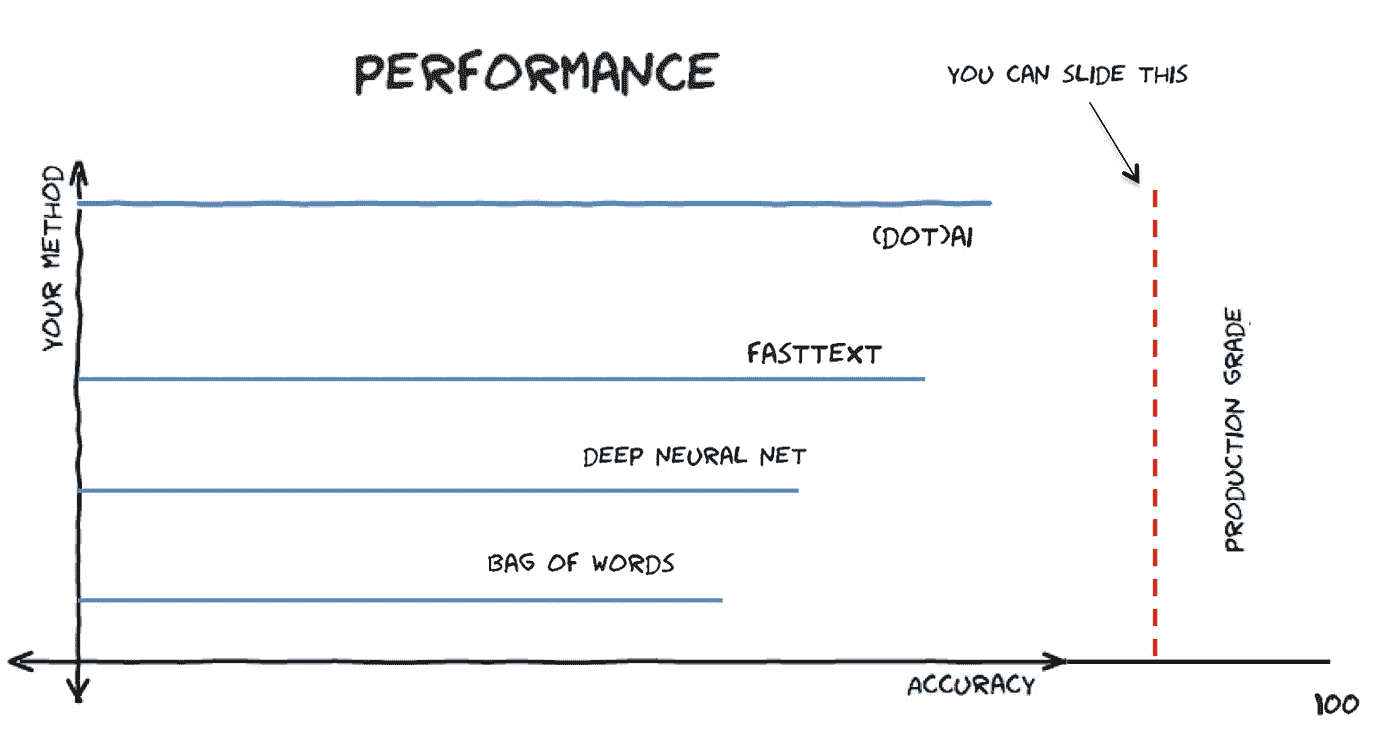 PERFORMANCE
YOU CAN SLIDE THIS
YOUR METHOD
(DOT)AI
FASTTEXT
PRODUCTION GRADE
DEEP NEURAL NET
BAG OF WORDS
ACCURACY
100